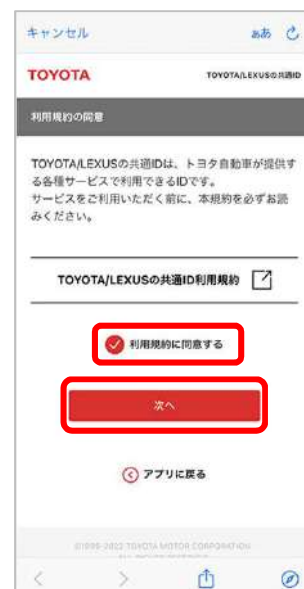 キャンセル
ぁあ
TOYOTA
TOYOTA/LEXUSの共通ID
利用規約の同意
TOYOTA/LEXUSの共通IDは、トヨタ自動車が提供す
る各種サービスで利用できるIDです。
サービスをご利用いただく前に、本規約を必ずお読
みください。
TOYOTA/LEXUSの共通ID利用規約
利用規約に同意する
次へ
アプリに戻る
©1995-2022 TOYOTA MOTOR CORPORATION.
ALL RIGHTS RESERVED.